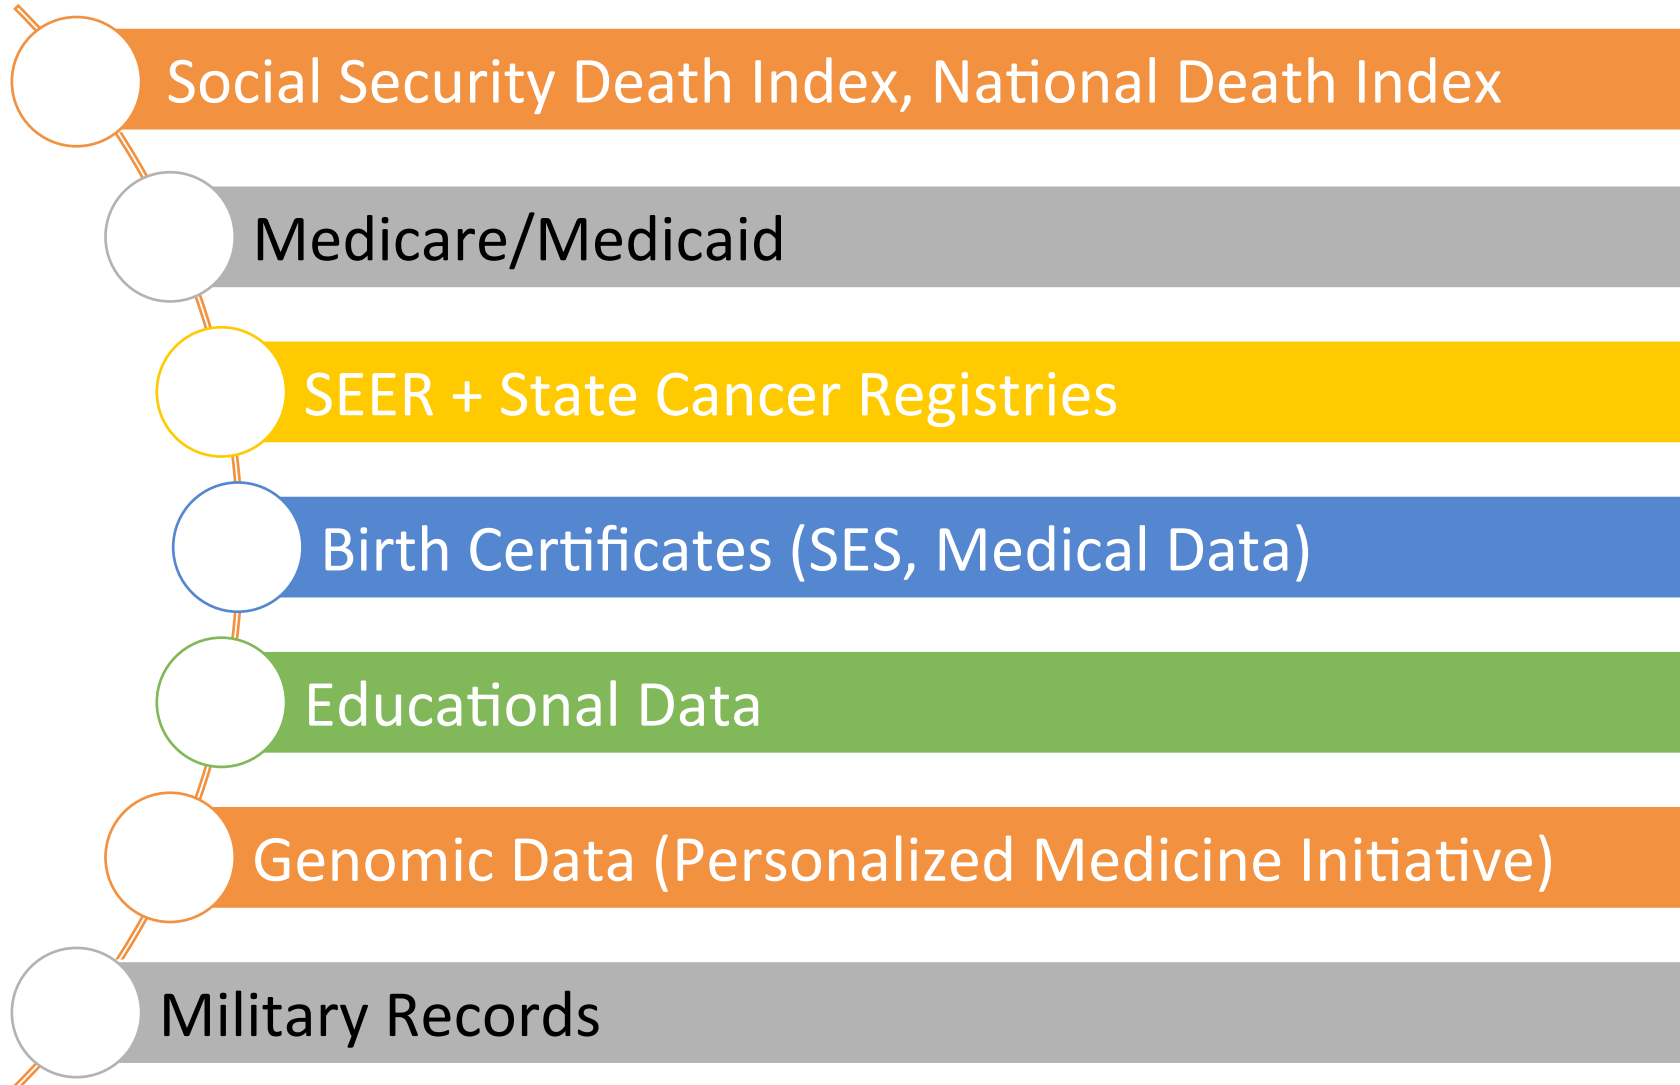 Social Security Death Index, National Death Index
Medicare/Medicaid
SEER + State Cancer Registries
Birth Certificates (SES, Medical Data)
Educational Data
Genomic Data (Personalized Medicine Initiative)
Military Records